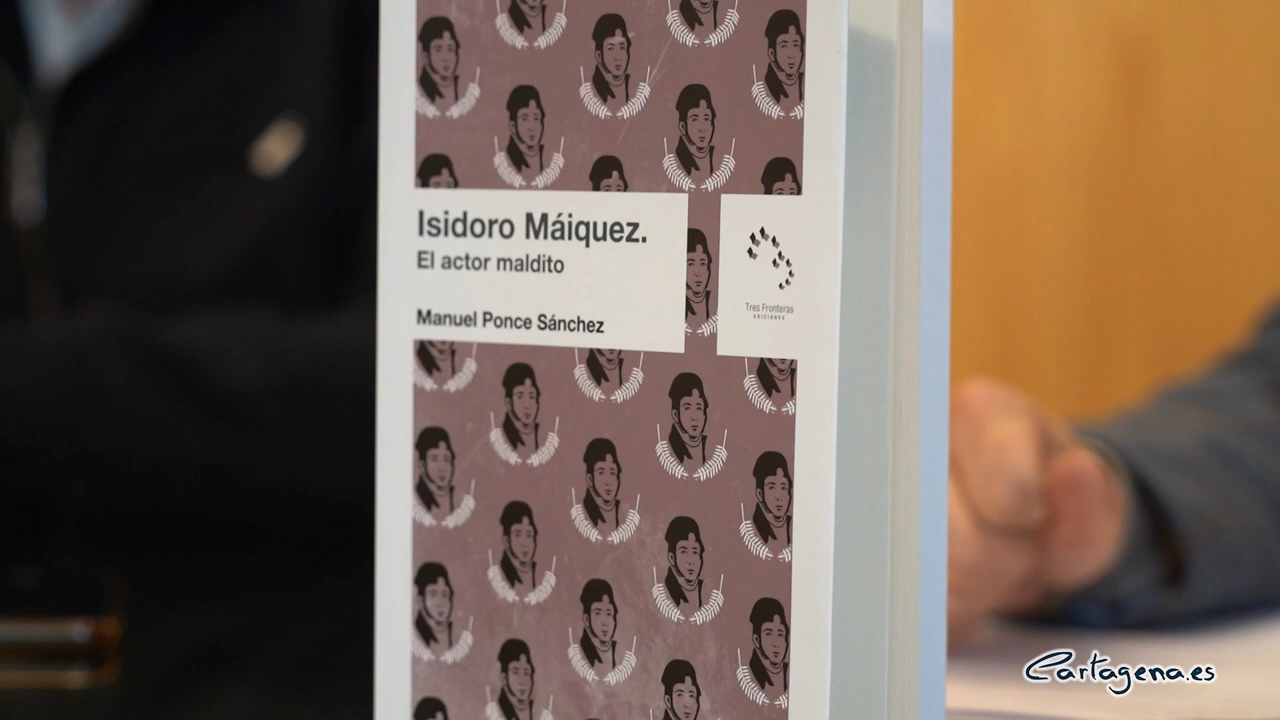 Isidoro Máiquez.
El actor maldito
Manuel Ponce Sánchez
Tres Fronteras
EDICIONES
Cartagena.es